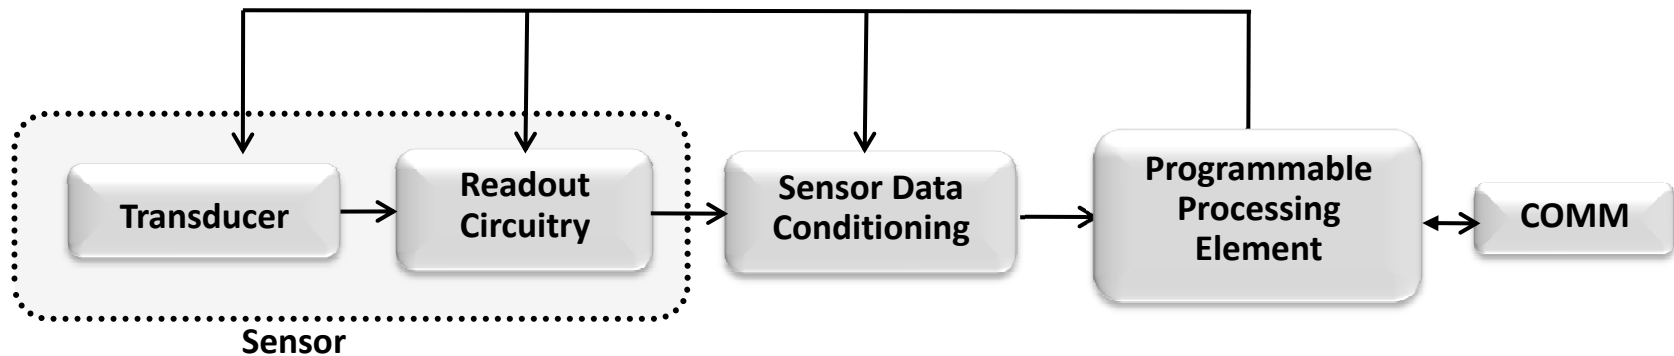 Transducer
Readout
Circuitry
Sensor Data
Conditioning
Programmable
Processing
Element
COMM
Sensor